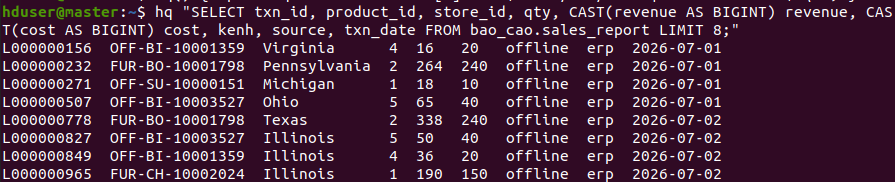 hduser@master:~$ hq "SELECT txn_id, product_id, store_id, qty, CAST(revenue AS BIGINT) revenue, CAS
T(cost AS BIGINT) cost, kenh, source, txn_date FROM bao_cao.sales_report LIMIT 8;"
L000000156 OFF-BI-10001359 Virginia 4 16 20 offline erp 2026-07-01
L000000232 FUR-BO-10001798 Pennsylvania 2 264 240 offline erp 2026-07-01
L000000271 OFF-SU-10000151 Michigan 1 18 10 offline erp 2026-07-01
L000000507 OFF-BI-10003527 Ohio 5 65 40 offline erp 2026-07-01
L000000778 FUR-BO-10001798 Texas 2 338 240 offline erp 2026-07-02
L000000827 OFF-BI-10003527 Illinois 5 50 40 offline erp 2026-07-02
L000000849 OFF-BI-10001359 Illinois 4 36 20 offline erp 2026-07-02
L000000965 FUR-CH-10002024 Illinois 1 190 150 offline erp 2026-07-02